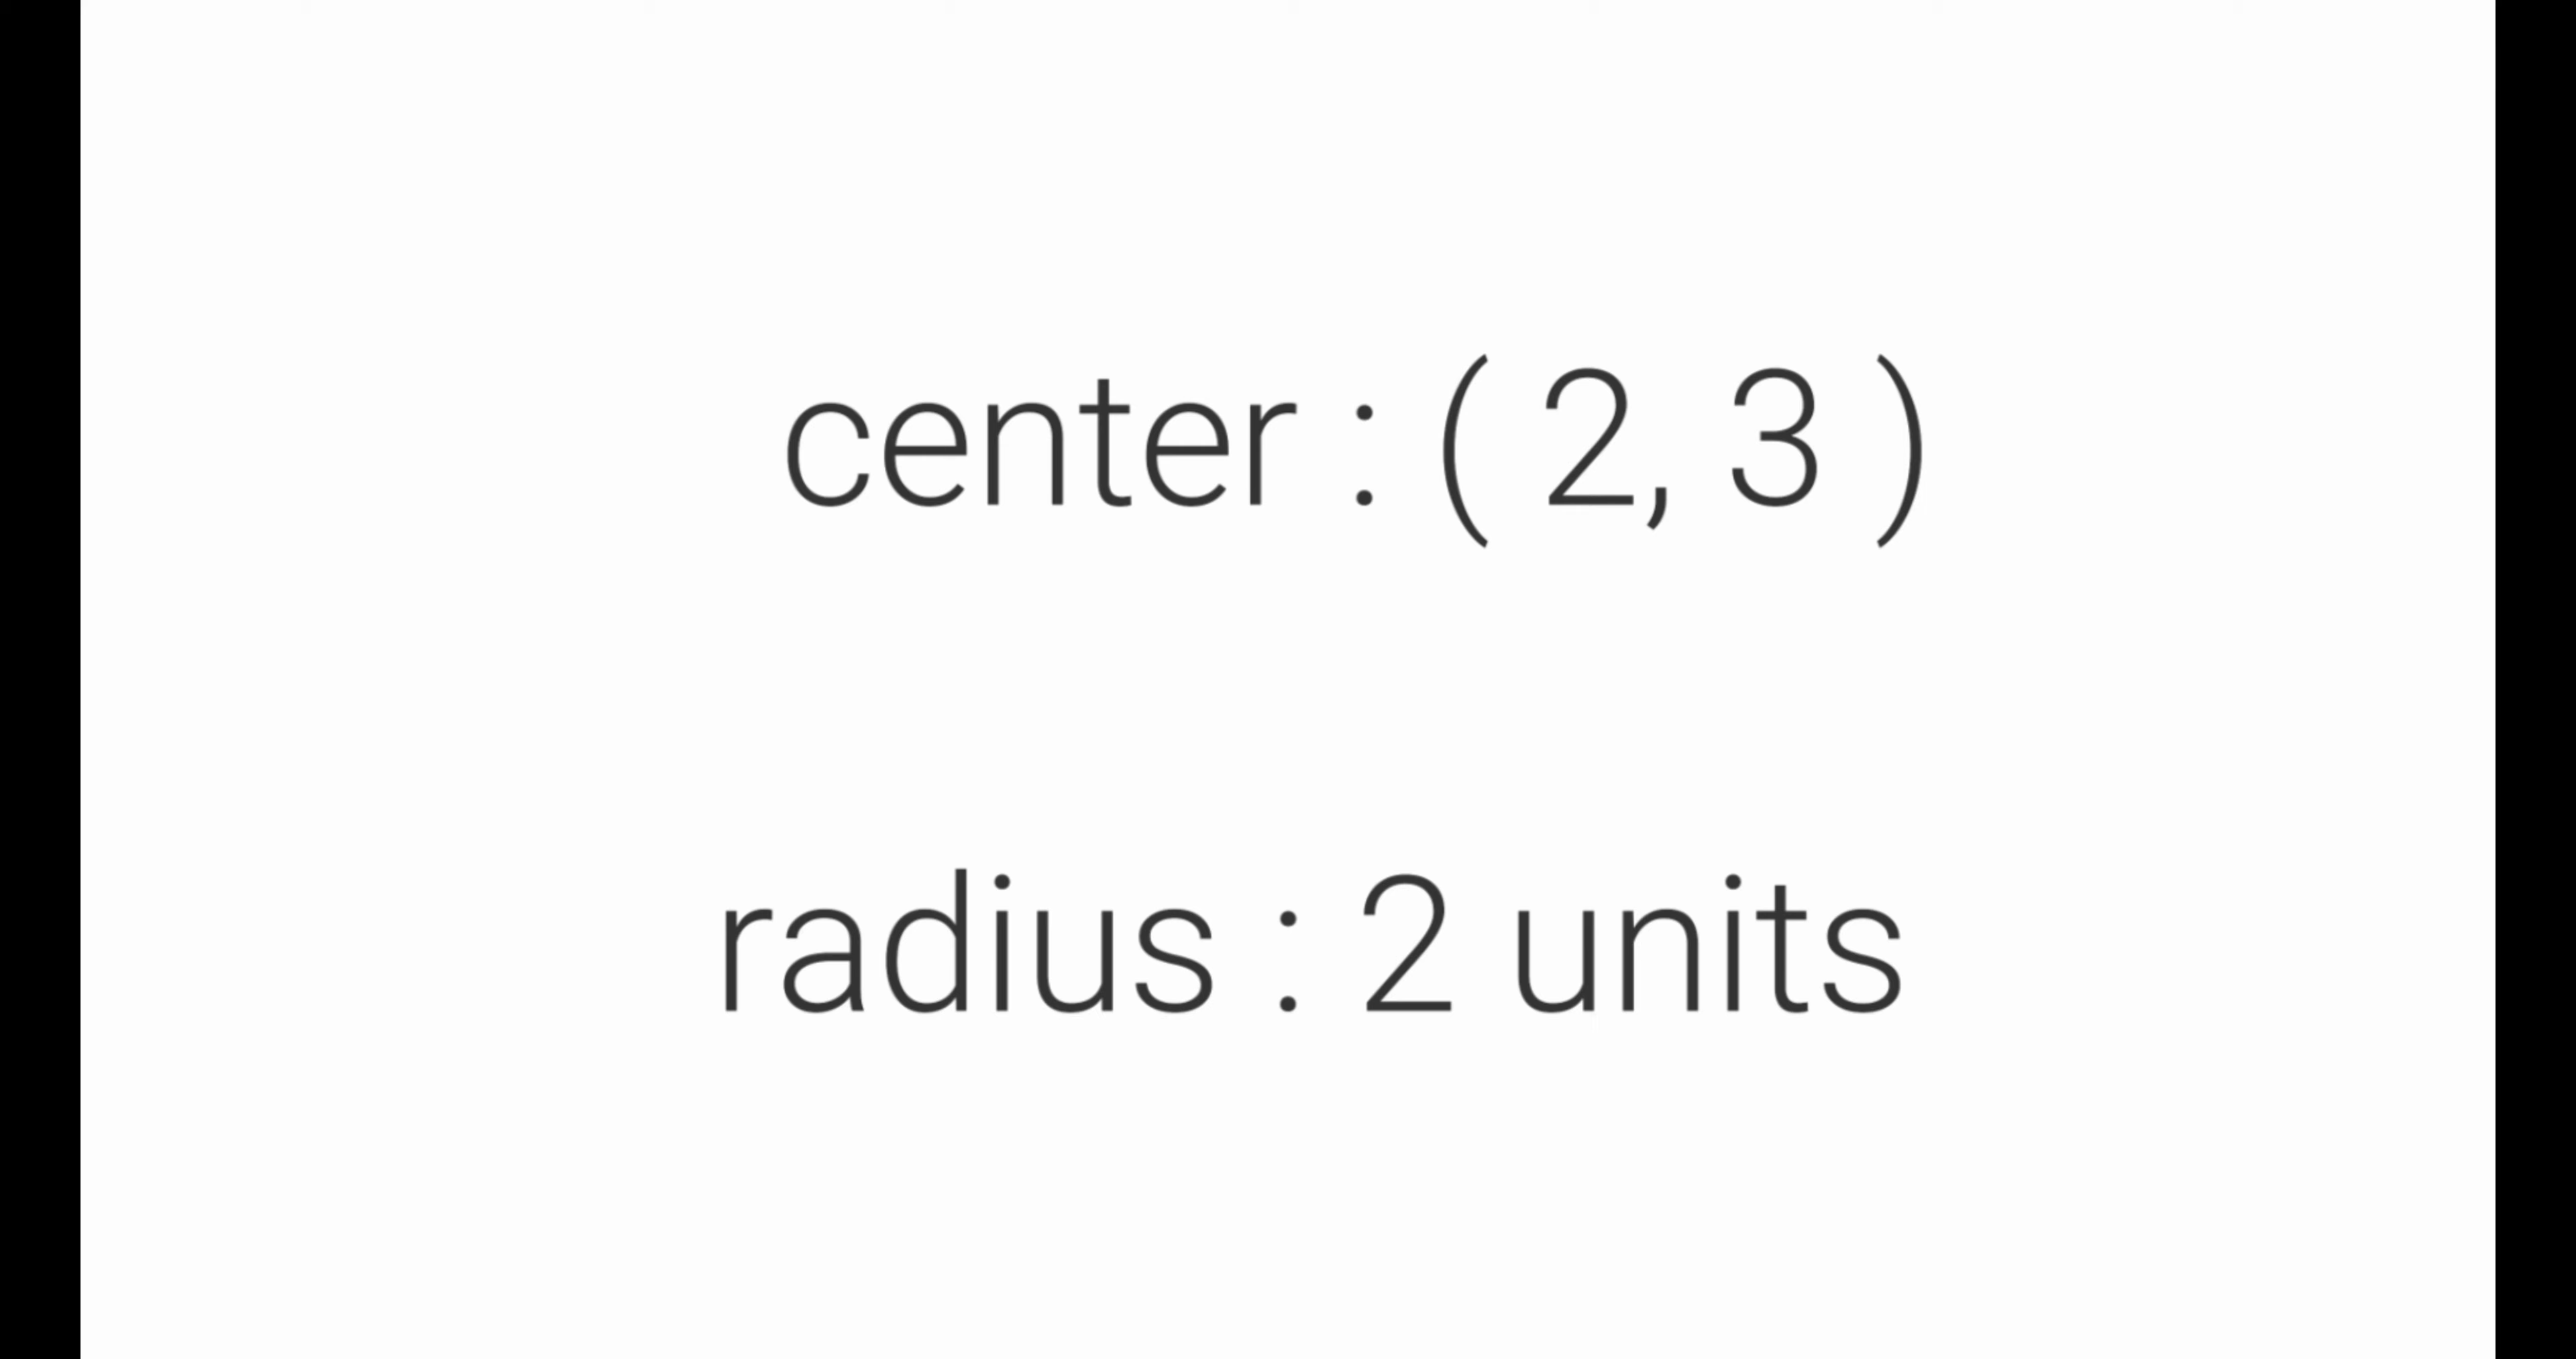 center : ( 2, 3 )
radius : 2 units